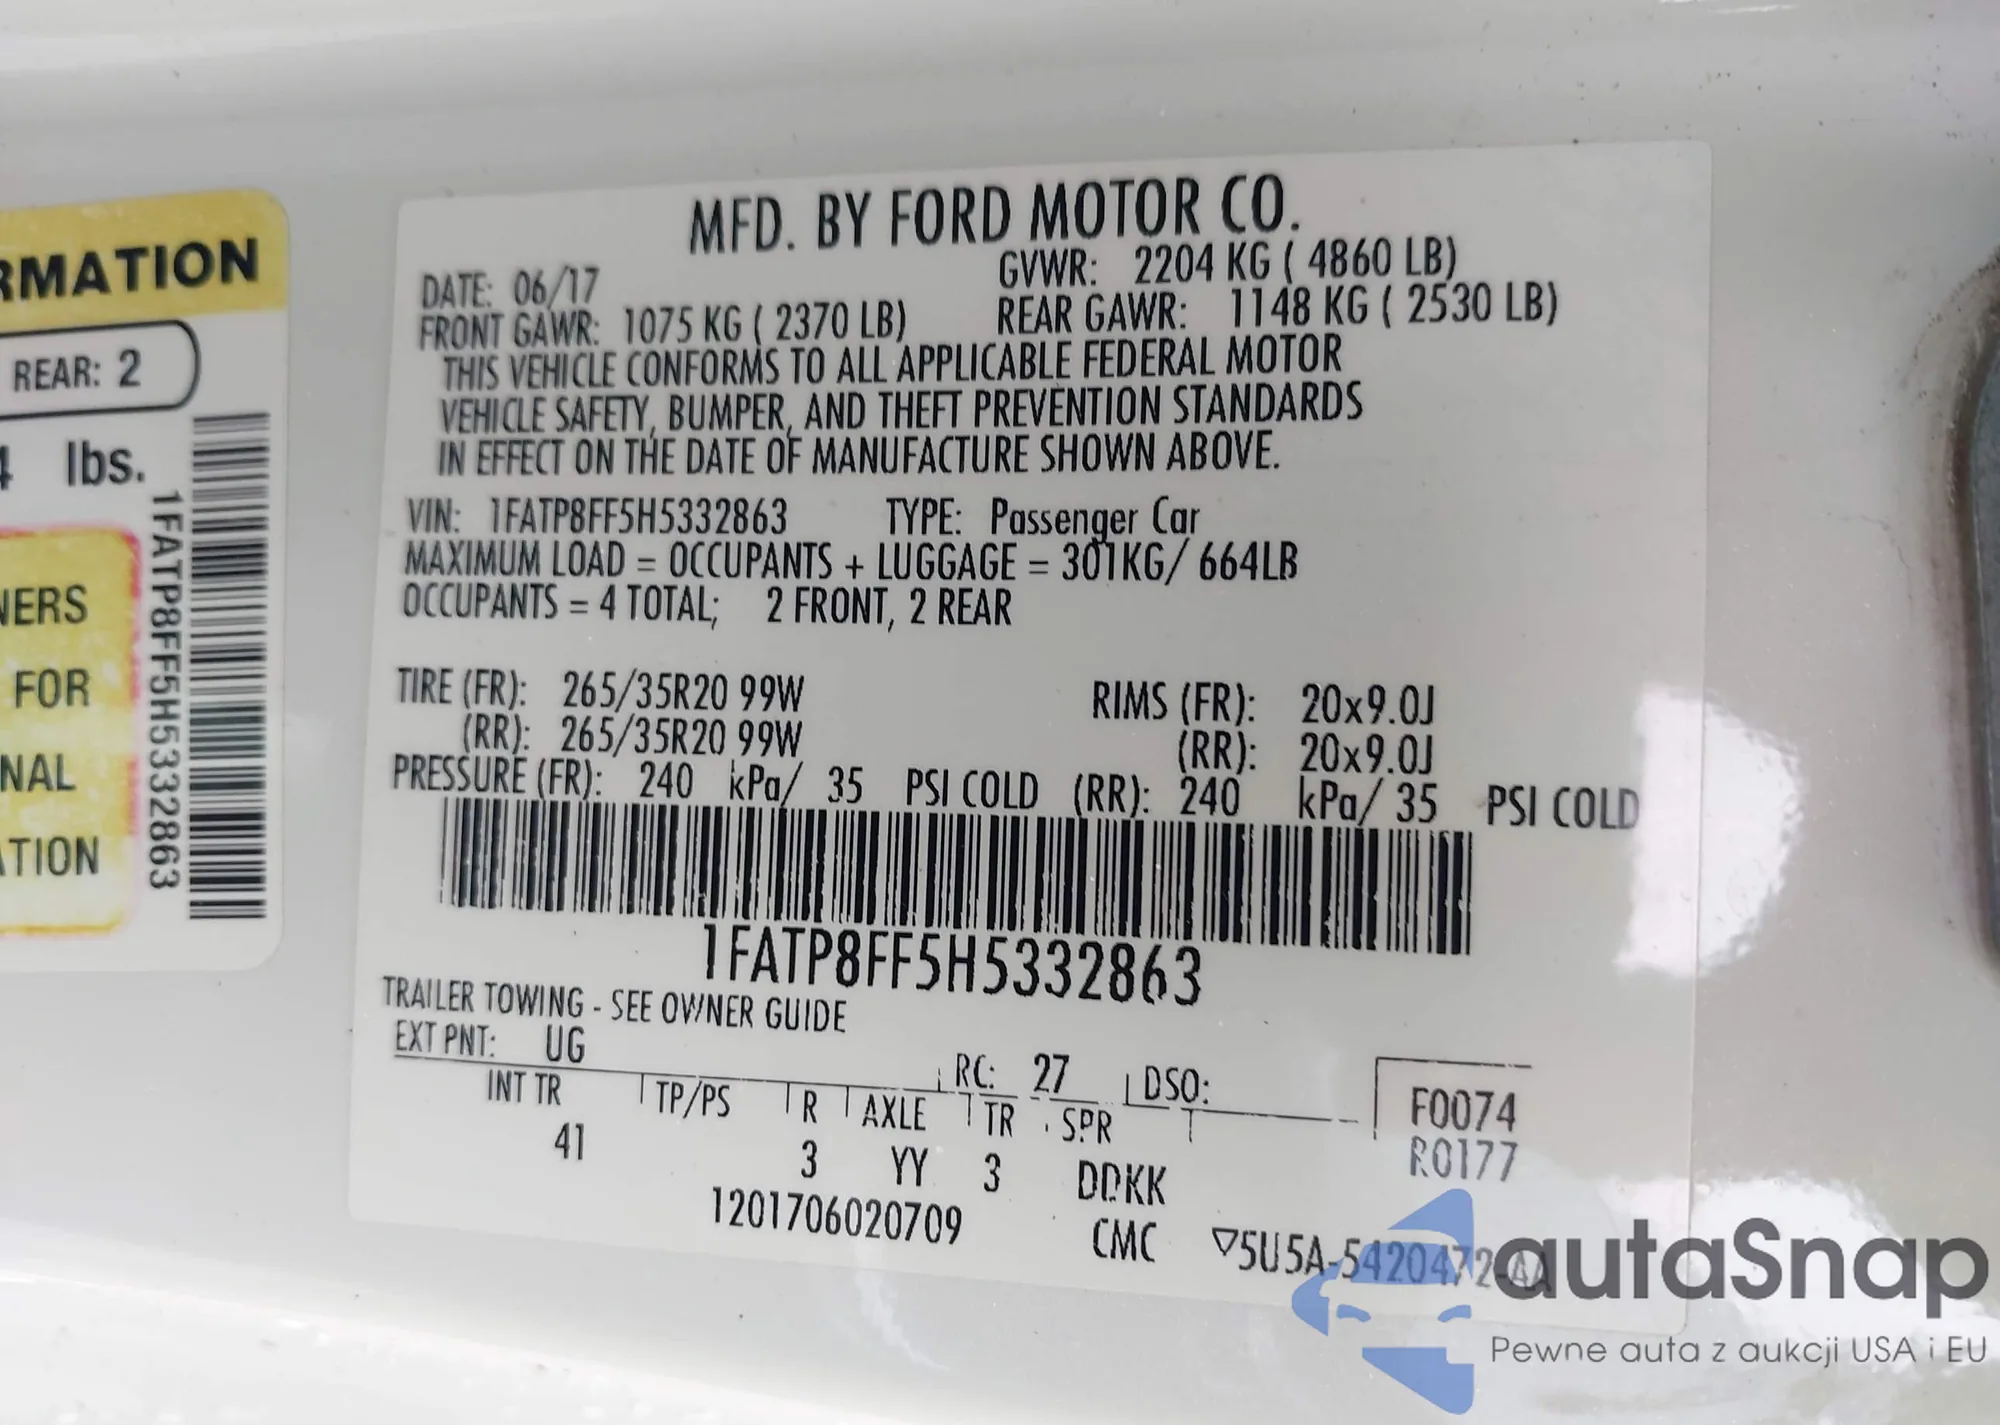 RMATION
REAR: 2
lbs.
1FATP8FF5H5332863
NERS
FOR
NAL
ATION
MFD. BY FORD MOTOR CO.
DATE: 06/17 GVWR: 2204 KG ( 4860 LB)
FRONT GAWR: 1075 KG ( 2370 LB) REAR GAWR: 1148 KG ( 2530 LB)
THIS VEHICLE CONFORMS TO ALL APPLICABLE FEDERAL MOTOR
VEHICLE SAFETY, BUMPER, AND THEFT PREVENTION STANDARDS
IN EFFECT ON THE DATE OF MANUFACTURE SHOWN ABOVE.
VIN: 1FATP8FF5H5332863 TYPE: Passenger Car
MAXIMUM LOAD = OCCUPANTS + LUGGAGE = 301KG/ 664LB
OCCUPANTS = 4 TOTAL; 2 FRONT, 2 REAR
TIRE (FR): 265/35R20 99W RIMS (FR): 20x9.0J
(RR): 265/35R20 99W (RR): 20x9.0J
PRESSURE (FR): 240 kPa/ 35 PSI COLD (RR): 240 kPa/ 35 PSI COLD
1FATP8FF5H5332863
TRAILER TOWING - SEE OWNER GUIDE
EXT PNT: UG RC: 27 DSO:
INT TR TP/PS R AXLE TR SPR F0074
41 3 YY 3 DDKK R0177
1201706020709 CMC ▽5U5A-5420472-AA
autaSnap
Pewne auta z aukcji USA i EU